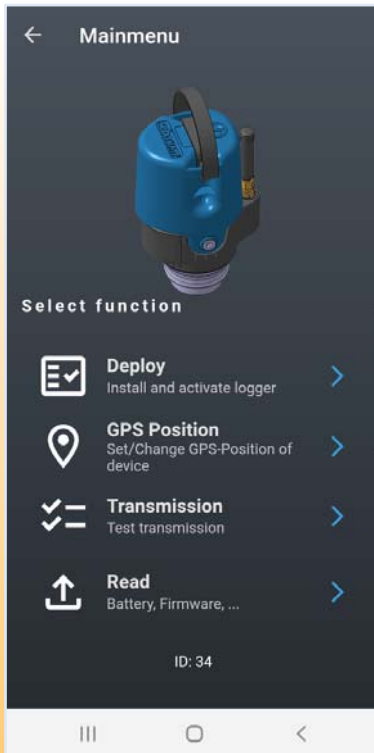 Mainmenu
Select function
Deploy
Install and activate logger
GPS Position
Set/Change GPS-Position of
device
Transmission
Test transmission
Read
Battery, Firmware, ...
ID: 34